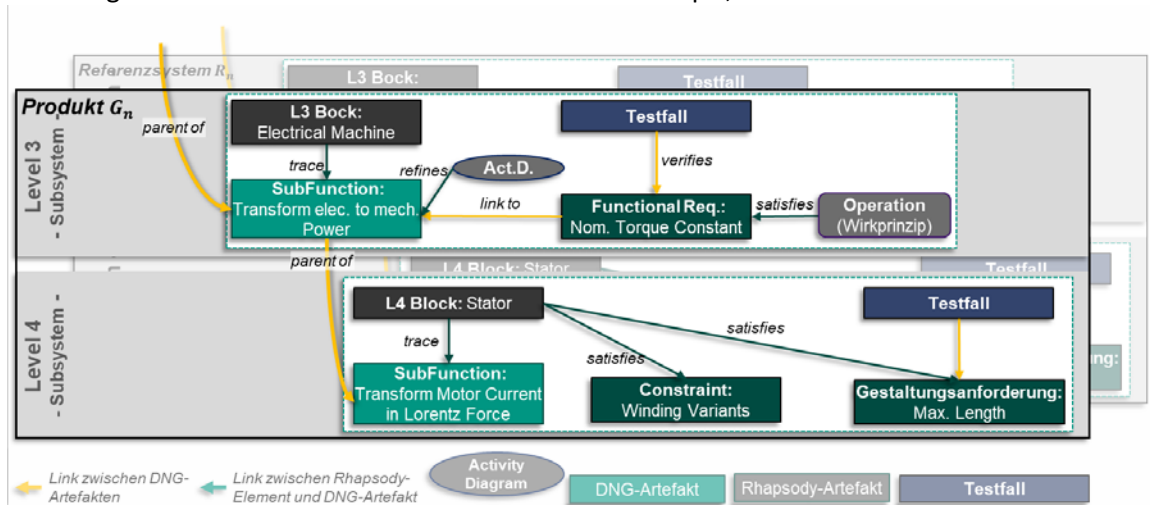 Referenzsystem Rn
L3 Bock:
Testfall
Produkt Gn
Level 3
- Subsystem -
parent of
L3 Bock:
Electrical Machine
Testfall
trace
refines
Act.D.
verifies
SubFunction:
Transform elec. to mech.
Power
link to
Functional Req.:
Nom. Torque Constant
satisfies
Operation
(Wirkprinzip)
parent of
L4 Block: Stator
Testfall
Level 4
- Subsystem -
L4 Block: Stator
Testfall
trace
satisfies
satisfies
ung:
SubFunction:
Transform Motor Current
in Lorentz Force
Constraint:
Winding Variants
Gestaltungsanforderung:
Max. Length
Link zwischen DNG-
Artefakten
Link zwischen Rhapsody-
Element und DNG-Artefakt
Activity
Diagram
DNG-Artefakt
Rhapsody-Artefakt
Testfall